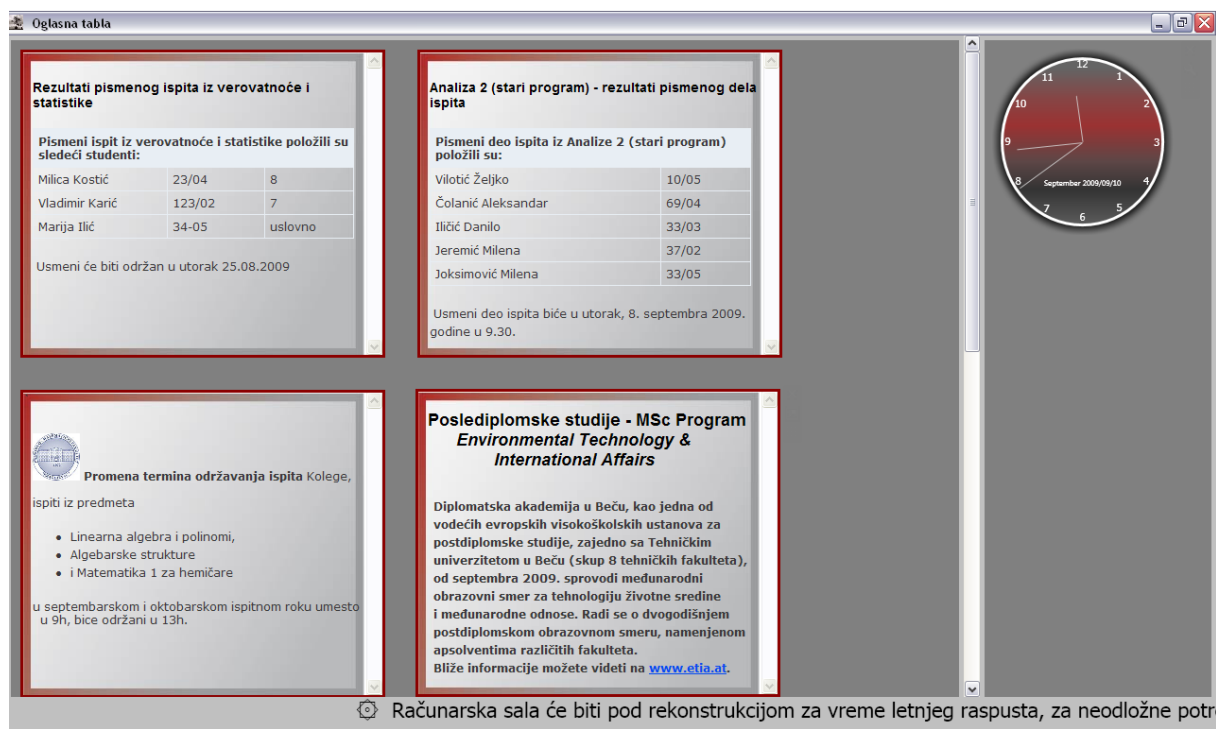 Oglasna tabla
Rezultati pismenog ispita iz verovatnoće i
statistike
Pismeni ispit iz verovatnoće i statistike položili su
sledeći studenti:
Milica Kostić 23/04 8
Vladimir Karić 123/02 7
Marija Ilić 34-05 uslovno
Usmeni će biti održan u utorak 25.08.2009
Analiza 2 (stari program) - rezultati pismenog dela
ispita
Pismeni deo ispita iz Analize 2 (stari program)
položili su:
Vilotić Željko 10/05
Čolanić Aleksandar 69/04
Iličić Danilo 33/03
Jeremić Milena 37/02
Joksimović Milena 33/05
Usmeni deo ispita biće u utorak, 8. septembra 2009.
godine u 9.30.
Promena termina održavanja ispita Kolege,
ispiti iz predmeta
• Linearna algebra i polinomi,
• Algebarske strukture
• i Matematika 1 za hemičare
u septembarskom i oktobarskom ispitnom roku umesto
u 9h, bice održani u 13h.
Poslediplomske studije - MSc Program
Environmental Technology &
International Affairs
Diplomatska akademija u Beču, kao jedna od
vodećih evropskih visokoškolskih ustanova za
postdiplomske studije, zajedno sa Tehničkim
univerzitetom u Beču (skup 8 tehničkih fakulteta),
od septembra 2009. sprovodi međunarodni
obrazovni smer za tehnologiju životne sredine
i međunarodne odnose. Radi se o dvogodišnjem
postdiplomskom obrazovnom smeru, namenjenom
apsolventima različitih fakulteta.
Bliže informacije možete videti na www.etia.at.
12
11 1
10 2
9 3
8 September 2009/09/10 4
7 5
6
Računarska sala će biti pod rekonstrukcijom za vreme letnjeg raspusta, za neodložne potr